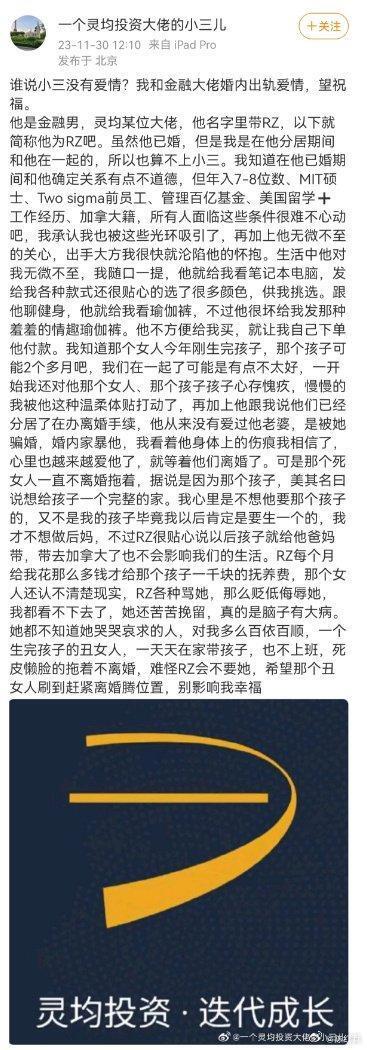 一个灵均投资大佬的小三儿
+关注
23-11-30 12:10 来自 iPad Pro
发布于 北京
谁说小三没有爱情？我和金融大佬婚内出轨爱情，望祝
福。
他是金融男，灵均某位大佬，他名字里带RZ，以下就
简称他为RZ吧。虽然他已婚，但是我是在他分居期间
和他在一起的，所以也算不上小三。我知道在他已婚期
间和他确定关系有点不道德，但年入7-8位数、MIT硕
士、Two sigma前员工、管理百亿基金、美国留学➕
工作经历、加拿大籍，所有人面临这些条件很难不心动
吧，我承认我也被这些光环吸引了，再加上他无微不至
的关心，出手大方我很快就沦陷他的怀抱。生活中他对
我无微不至，我随口一提，他就给我看笔记本电脑，发
给我各种款式还很贴心的选了很多颜色，供我挑选。跟
他聊健身，他就给我看瑜伽裤，不过他很坏给我发那种
羞羞的情趣瑜伽裤。他不方便给我买，就让我自己下单
他付款。我知道那个女人今年刚生完孩子，那个孩子可
能2个多月吧，我们在一起了可能是有点不太好，一开
始我还对他那个女人、那个孩子孩子心存愧疚，慢慢的
我被他这种温柔体贴打动了，再加上他跟我说他们已经
分居了在办离婚手续，他从来没有爱过他老婆，是被她
骗婚，婚内家暴他，我看着他身体上的伤痕我相信了，
心里也越来越爱他了，就等着他们离婚了。可是那个死
女人一直不离婚拖着，据说是因为那个孩子，美其名曰
说想给孩子一个完整的家。我心里是不想他要那个孩子
的，又不是我的孩子毕竟我以后肯定是要生一个的，我
才不想做后妈，不过RZ很贴心说以后孩子就给他爸妈
带，带去加拿大了也不会影响我们的生活。RZ每个月
给我花那么多钱才给那个孩子一千块的抚养费，那个女
人还认不清楚现实，RZ各种骂她，那么贬低侮辱她，
我都看不下去了，她还苦苦挽留，真的是脑子有大病。
她都不知道她哭哭哀求的人，对我多么百依百顺，一个
生完孩子的丑女人，一天天在家带孩子，也不上班，死
皮懒脸的拖着不离婚，难怪RZ会不要她，希望那个丑
女人刷到赶紧离婚腾位置，别影响我幸福
灵均投资·迭代成长
@一个灵均投资大佬的小三儿